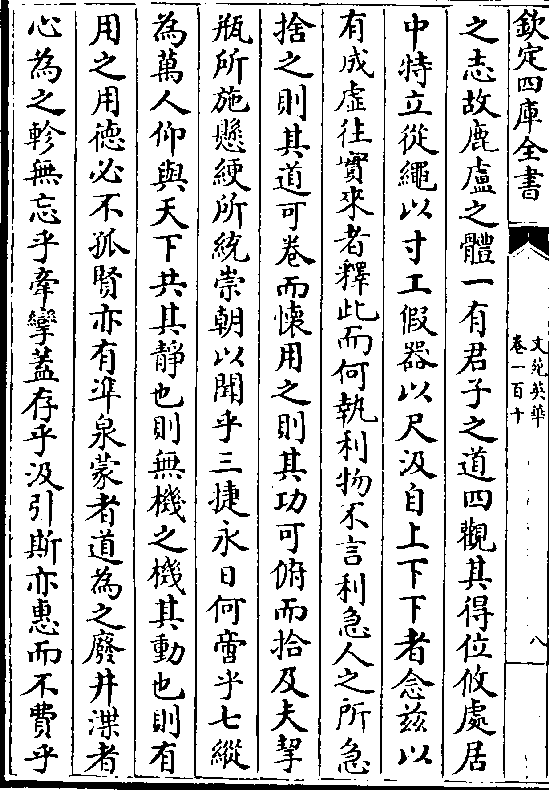 欽定四庫全書
文苑英華
卷一百十
八
之志故鹿盧之體一有君子之道四觀其得位攸處居
中特立從繩以寸工假器以尺汲自上下下者念兹以
有成虚往實來者釋此而何執利物不言利急人之所急
捨之則其道可卷而懐用之則其功可俯而拾及夫挈
瓶所施懸綆所統崇朝以聞乎三捷永日何啻乎七縱
為萬人仰與天下共其靜也則無機之機其動也則有
用之用徳必不孤賢亦有凖泉蒙者道為之廢井渫者
心為之軫無忘乎牽攣蓋存乎汲引斯亦惠而不費乎